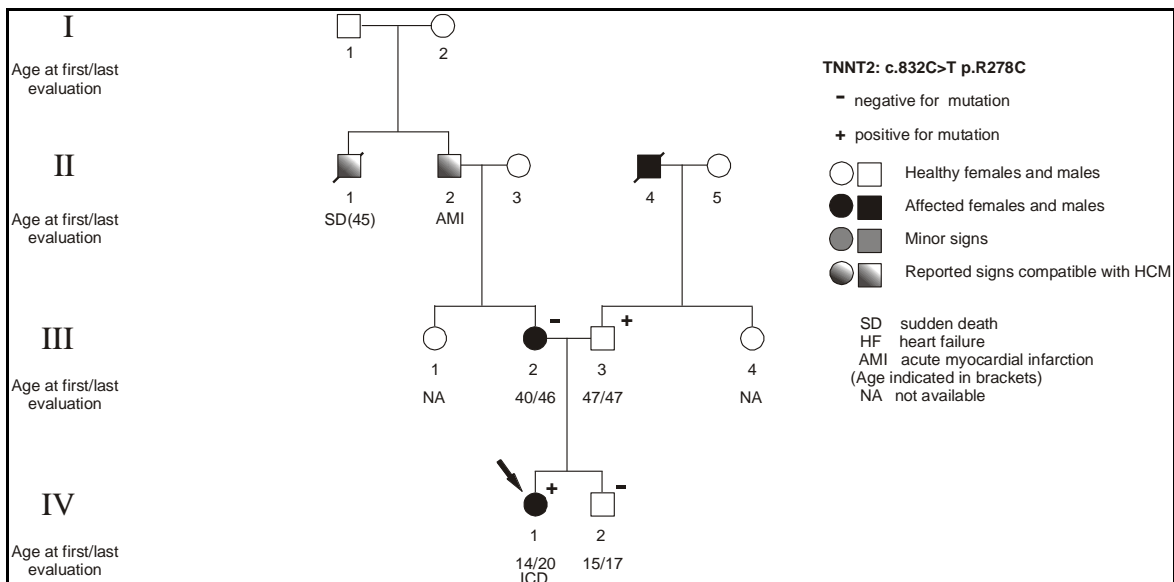 I
Age at first/last
evaluation
1
2
TNNT2: c.832C>T p.R278C
- negative for mutation
+ positive for mutation
Healthy females and males
Affected females and males
Minor signs
Reported signs compatible with HCM
SD sudden death
HF heart failure
AMI acute myocardial infarction
(Age indicated in brackets)
NA not available
II
Age at first/last
evaluation
1 2 3 4 5
SD(45) AMI
III
Age at first/last
evaluation
- +
1 2 3 4
NA 40/46 47/47 NA
IV
Age at first/last
evaluation
+ -
1 2
14/20 15/17
ICD